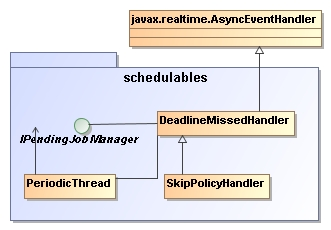 javax.realtime.AsyncEventHandler
schedulables
DeadlineMissedHandler
IPendingJobManager
PeriodicThread
SkipPolicyHandler